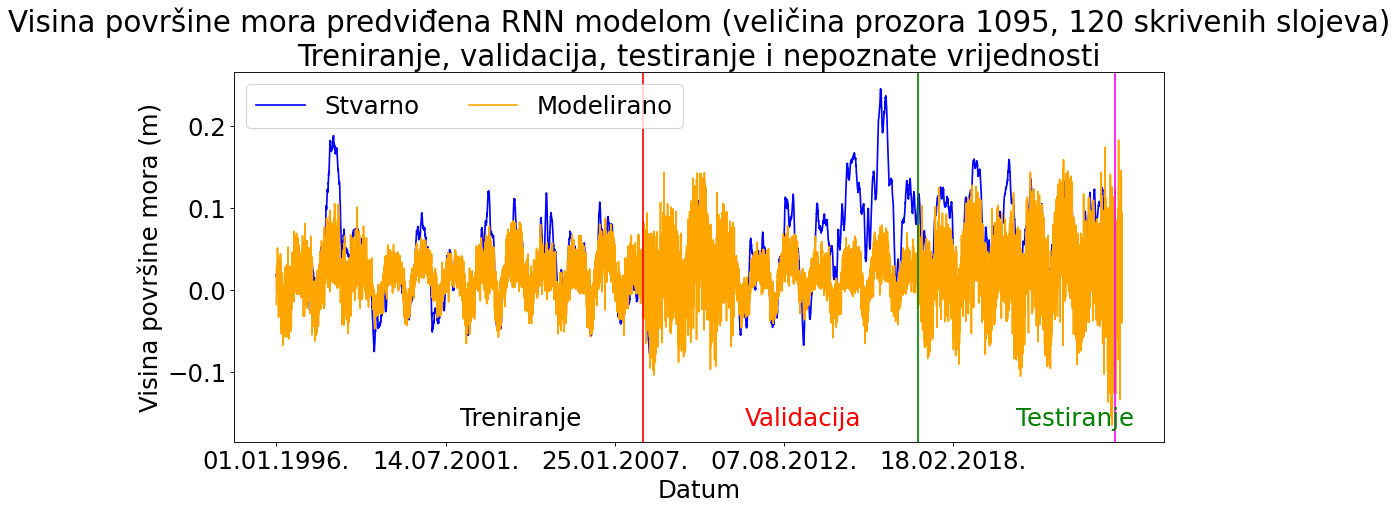 Visina površine mora predviđena RNN modelom (veličina prozora 1095, 120 skrivenih slojeva)
Treniranje, validacija, testiranje i nepoznate vrijednosti
Stvarno Modelirano
Visina površine mora (m)
0.2
0.1
0.0
−0.1
Treniranje Validacija Testiranje
01.01.1996. 14.07.2001. 25.01.2007. 07.08.2012. 18.02.2018.
Datum